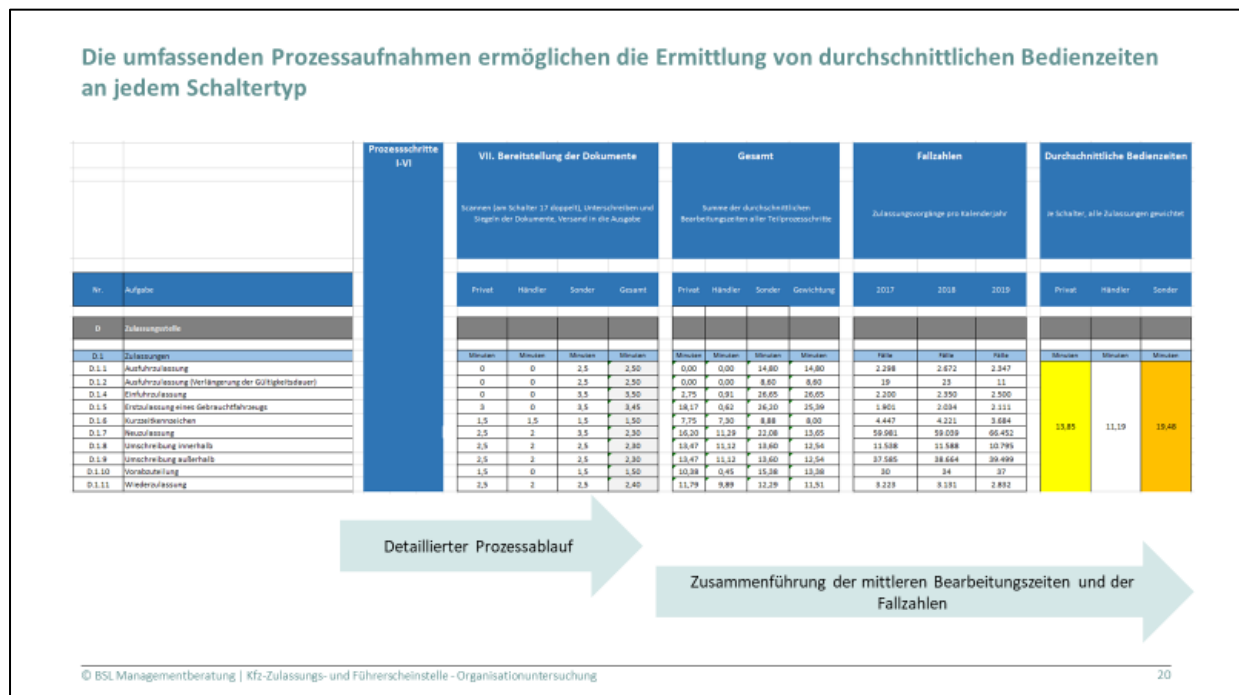 Die umfassenden Prozessaufnahmen ermöglichen die Ermittlung von durchschnittlichen Bedienzeiten
an jedem Schaltertyp
Prozessschritte
I-VI
VII. Bereitstellung der Dokumente
Gesamt
Fallzahlen
Durchschnittliche Bedienzeiten
Scannen (am Schalter 17 doppelt), Unterschreiben und
Siegeln der Dokumente, Versand in die Ausgabe
Summe der durchschnittlichen
Bearbeitungszeiten aller Teilprozesschritte
Zulassungsvorgänge pro Kalenderjahr
Je Schalter, alle Zulassungen gewichtet
Nr. Aufgabe Privat Händler Sonder Gesamt Privat Händler Sonder Gewichtung 2017 2018 2019 Privat Händler Sonder
D Zulassungsstelle
D.1 Zulassungen Minuten Minuten Minuten Minuten Minuten Minuten Minuten Minuten Fälle Fälle Fälle Minuten Minuten Minuten
D.1.1 Ausfuhrzulassung 0 0 2,5 2,50 0,00 0,00 14,80 14,80 2.298 2.672 2.347
D.1.2 Ausfuhrzulassung (Verlängerung der Gültigkeitsdauer) 0 0 2,5 2,50 0,00 0,00 8,60 8,60 19 23 11
D.1.4 Einfuhrzulassung 0 0 3,5 3,50 2,75 0,91 26,65 26,65 2.200 2.350 2.500
D.1.5 Erstzulassung eines Gebrauchtfahrzeugs 3 0 3,5 3,45 18,17 0,62 26,20 25,39 1.901 2.034 2.111
D.1.6 Kurzzeitkennzeichen 1,5 1,5 1,5 1,50 7,75 7,30 8,88 8,00 4.447 4.221 3.684
13,85 11,19 19,48
D.1.7 Neuzulassung 2,5 2 3,5 2,30 16,20 11,29 22,08 13,65 59.981 59.039 66.452
D.1.8 Umschreibung innerhalb 2,5 2 2,5 2,30 13,47 11,12 13,60 12,54 11.508 11.588 10.795
D.1.9 Umschreibung außerhalb 2,5 2 2,5 2,30 13,47 11,12 13,60 12,54 37.585 38.664 39.499
D.1.10 Vorabzuteilung 1,5 0 1,5 1,50 10,38 0,45 15,38 13,38 30 34 37
D.1.11 Wiederzulassung 2,5 2 2,5 2,40 11,79 9,89 12,29 11,51 3.223 3.131 2.832
Detaillierter Prozessablauf
Zusammenführung der mittleren Bearbeitungszeiten und der
Fallzahlen
© BSL Managementberatung | Kfz-Zulassungs- und Führerscheinstelle - Organisationuntersuchung
20